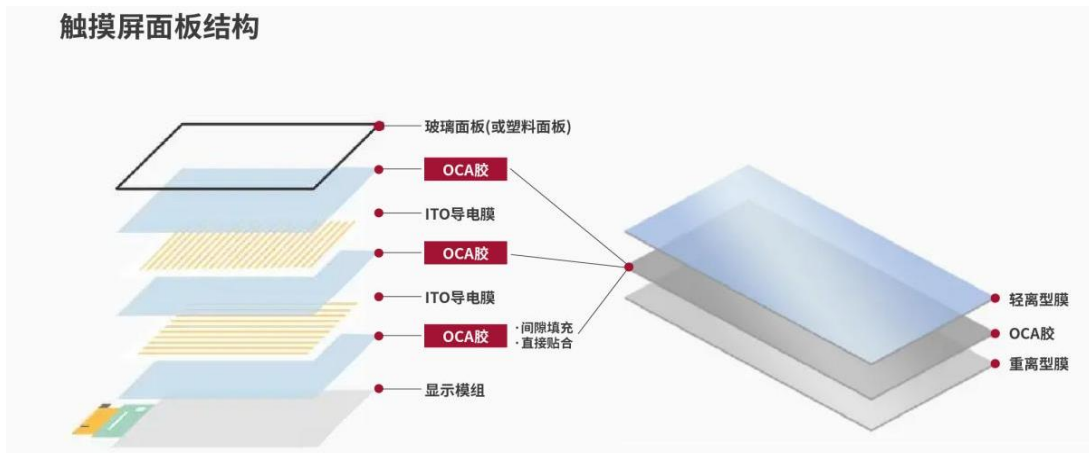 触摸屏面板结构
玻璃面板(或塑料面板)
OCA胶
ITO导电膜
OCA胶
ITO导电膜
OCA胶
·间隙填充
·直接贴合
显示模组
轻离型膜
OCA胶
重离型膜